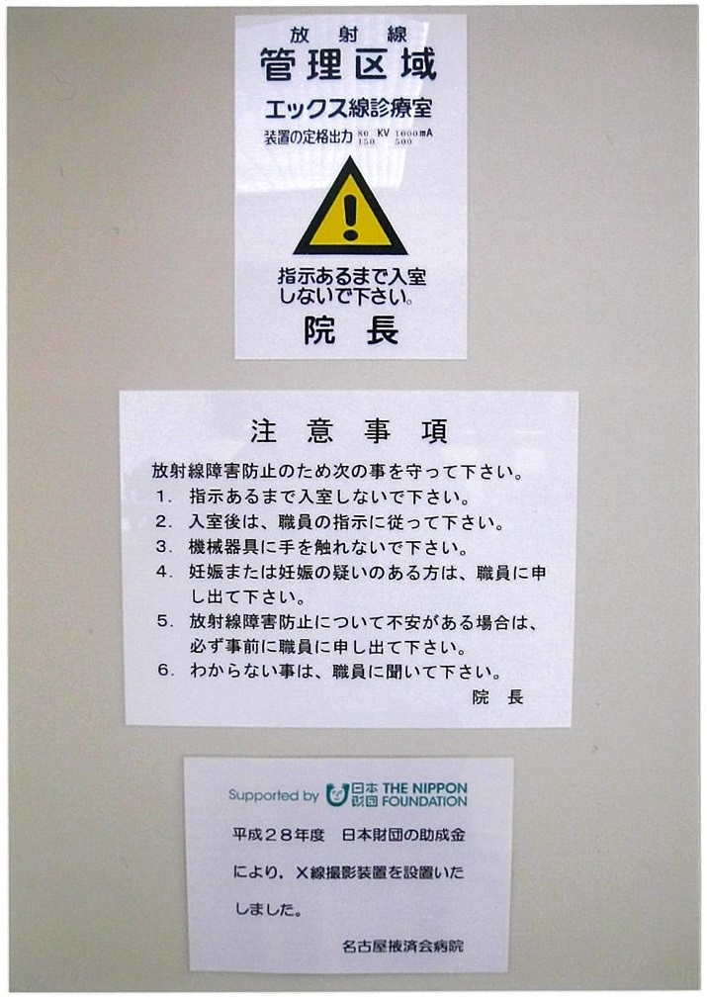 放射線
管理区域
エックス線診療室
装置の定格出力 80 KV 1000mA
150 500
指示あるまで入室
しないで下さい。
院長
注意事項
放射線障害防止のため次の事を守って下さい。
1. 指示あるまで入室しないで下さい。
2. 入室後は、職員の指示に従って下さい。
3. 機械器具に手を触れないで下さい。
4. 妊娠または妊娠の疑いのある方は、職員に申
し出て下さい。
5. 放射線障害防止について不安がある場合は、
必ず事前に職員に申し出て下さい。
6. わからない事は、職員に聞いて下さい。
院長
Supported by 日本財団 THE NIPPON FOUNDATION
平成28年度 日本財団の助成金
により，X線撮影装置を設置いた
しました。
名古屋掖済会病院